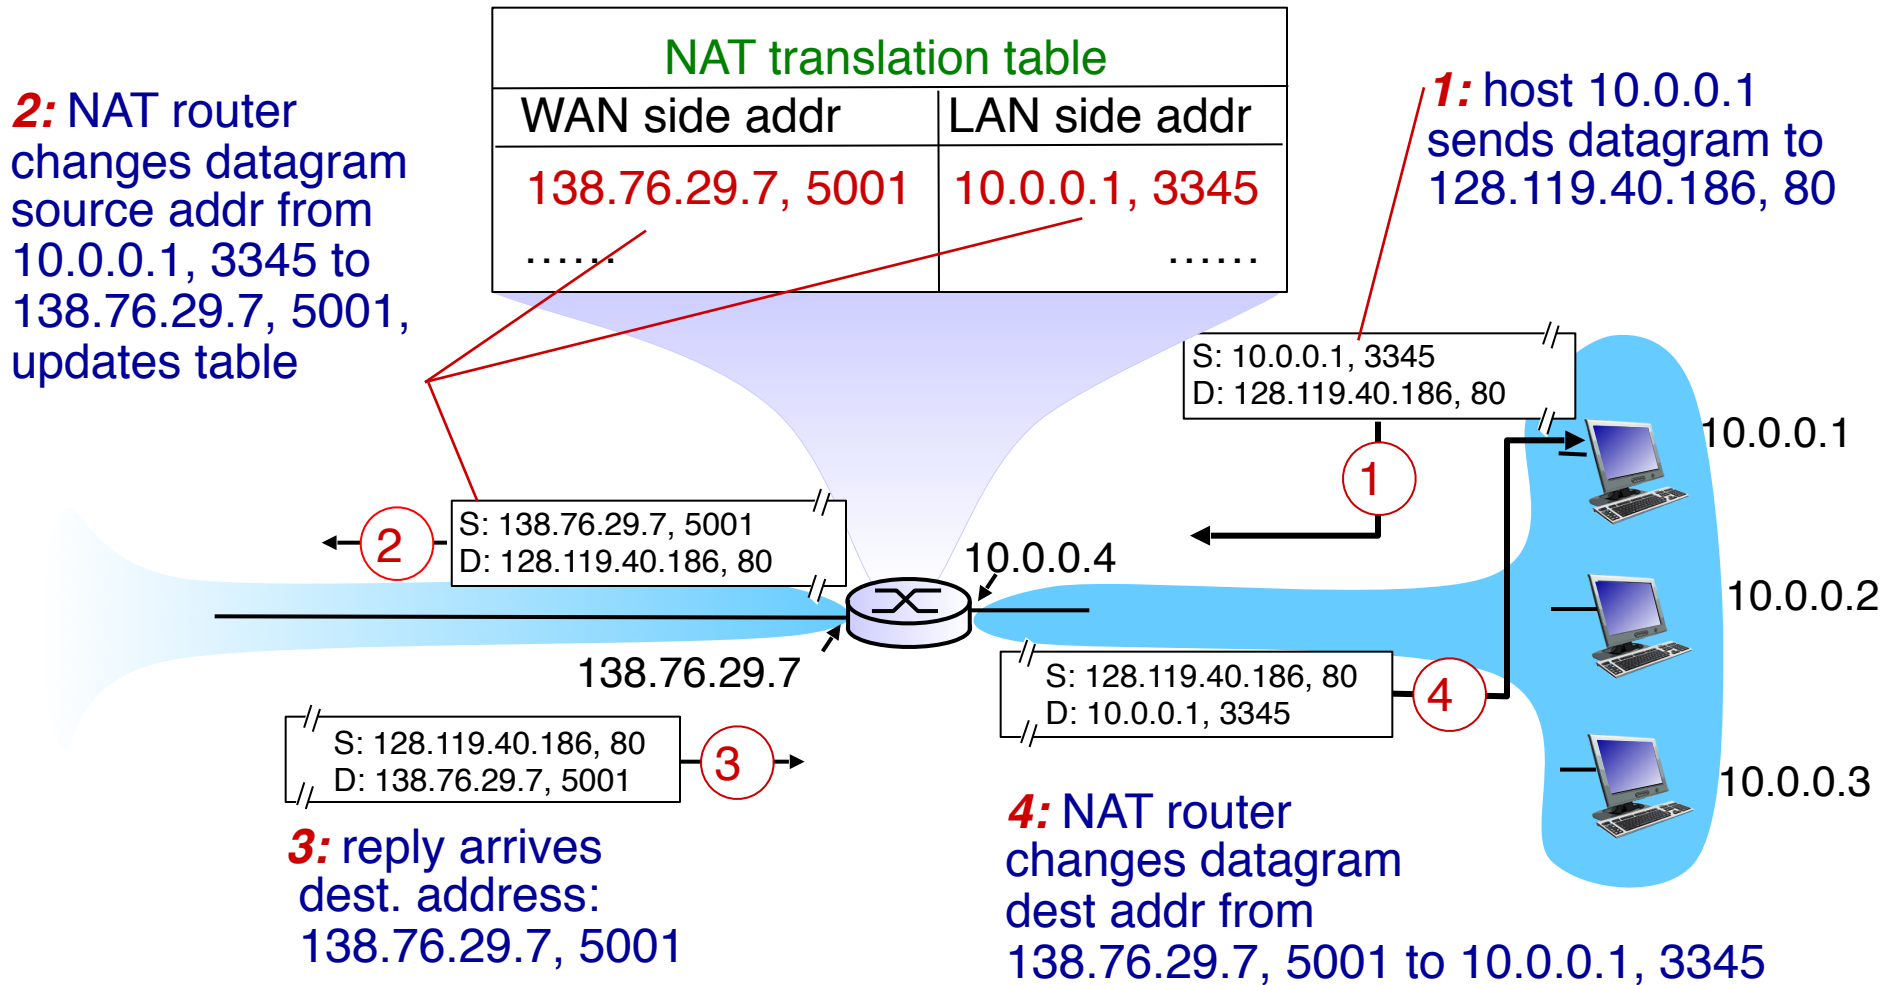 NAT translation table
WAN side addr LAN side addr
138.76.29.7, 5001 10.0.0.1, 3345
...... ......
2: NAT router
changes datagram
source addr from
10.0.0.1, 3345 to
138.76.29.7, 5001,
updates table
1: host 10.0.0.1
sends datagram to
128.119.40.186, 80
S: 10.0.0.1, 3345
D: 128.119.40.186, 80
10.0.0.1
1
S: 138.76.29.7, 5001
D: 128.119.40.186, 80
2
10.0.0.4
10.0.0.2
138.76.29.7
S: 128.119.40.186, 80
D: 10.0.0.1, 3345
4
S: 128.119.40.186, 80
D: 138.76.29.7, 5001
3
10.0.0.3
3: reply arrives
dest. address:
138.76.29.7, 5001
4: NAT router
changes datagram
dest addr from
138.76.29.7, 5001 to 10.0.0.1, 3345